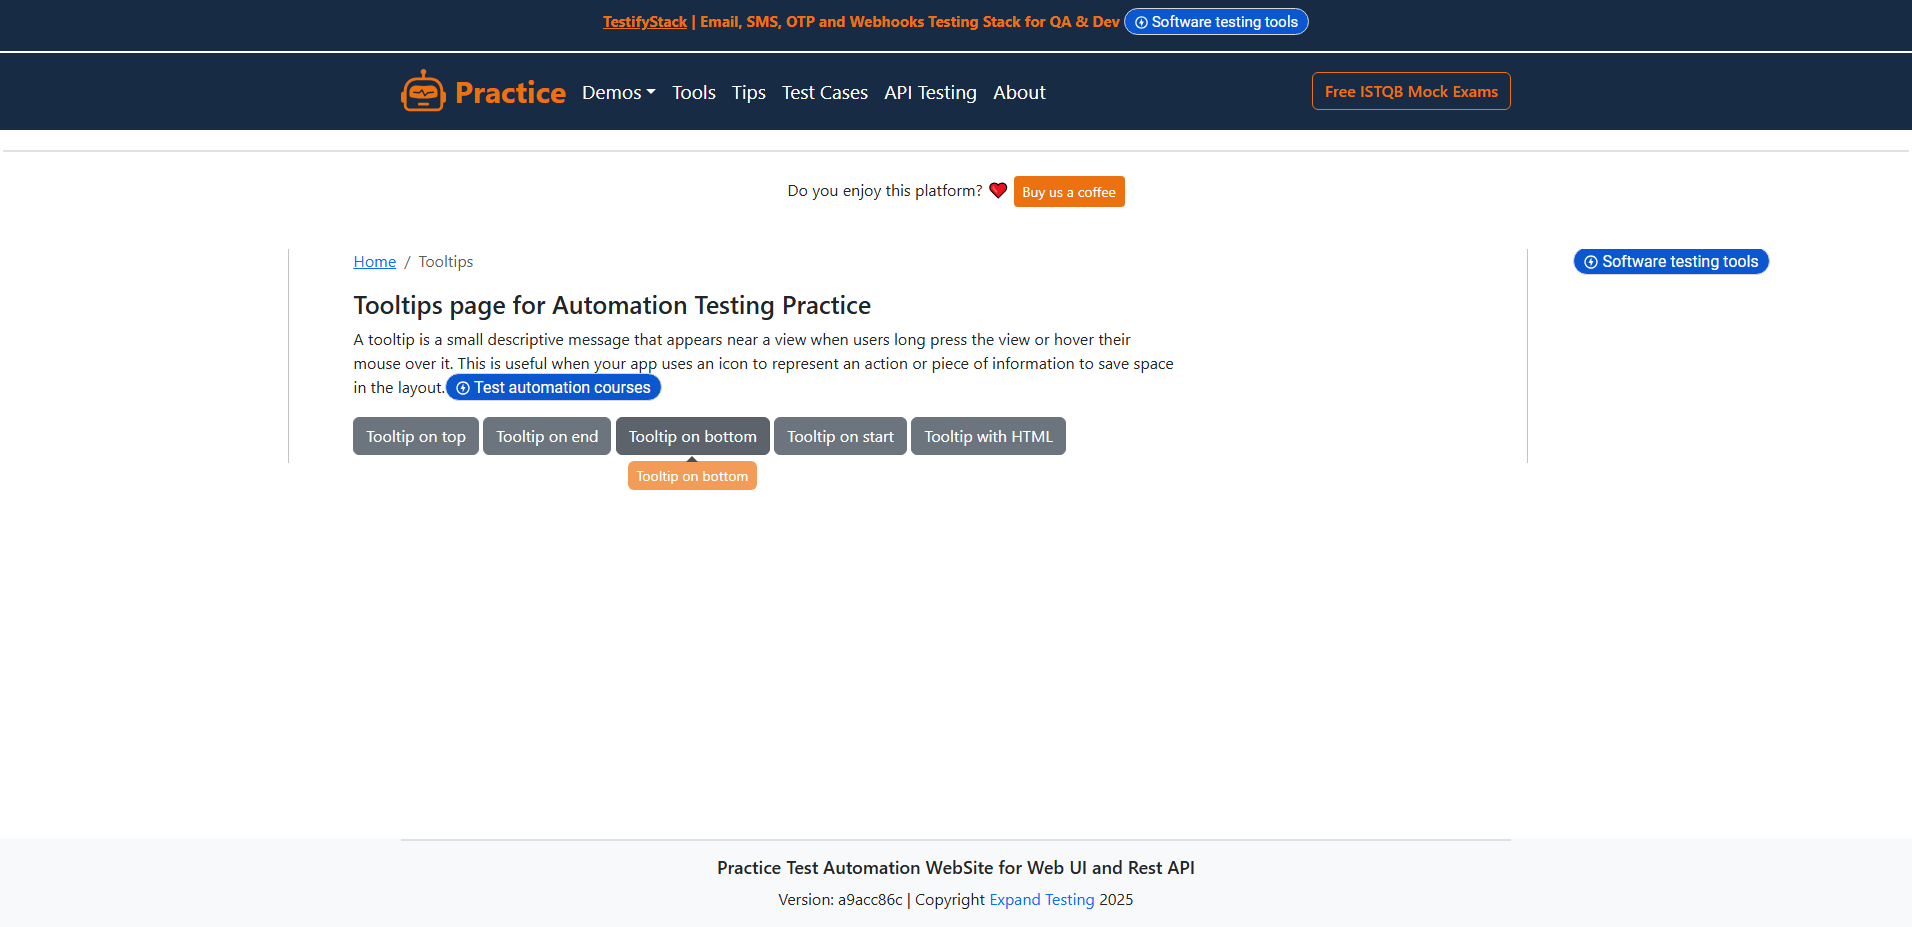 TestifyStack | Email, SMS, OTP and Webhooks Testing Stack for QA & Dev Software testing tools
Practice Demos Tools Tips Test Cases API Testing About Free ISTQB Mock Exams
Do you enjoy this platform? Buy us a coffee
Home / Tooltips
Software testing tools
Tooltips page for Automation Testing Practice
A tooltip is a small descriptive message that appears near a view when users long press the view or hover their
mouse over it. This is useful when your app uses an icon to represent an action or piece of information to save space
in the layout. Test automation courses
Tooltip on top Tooltip on end Tooltip on bottom Tooltip on start Tooltip with HTML
Tooltip on bottom
Practice Test Automation WebSite for Web UI and Rest API
Version: a9acc86c | Copyright Expand Testing 2025